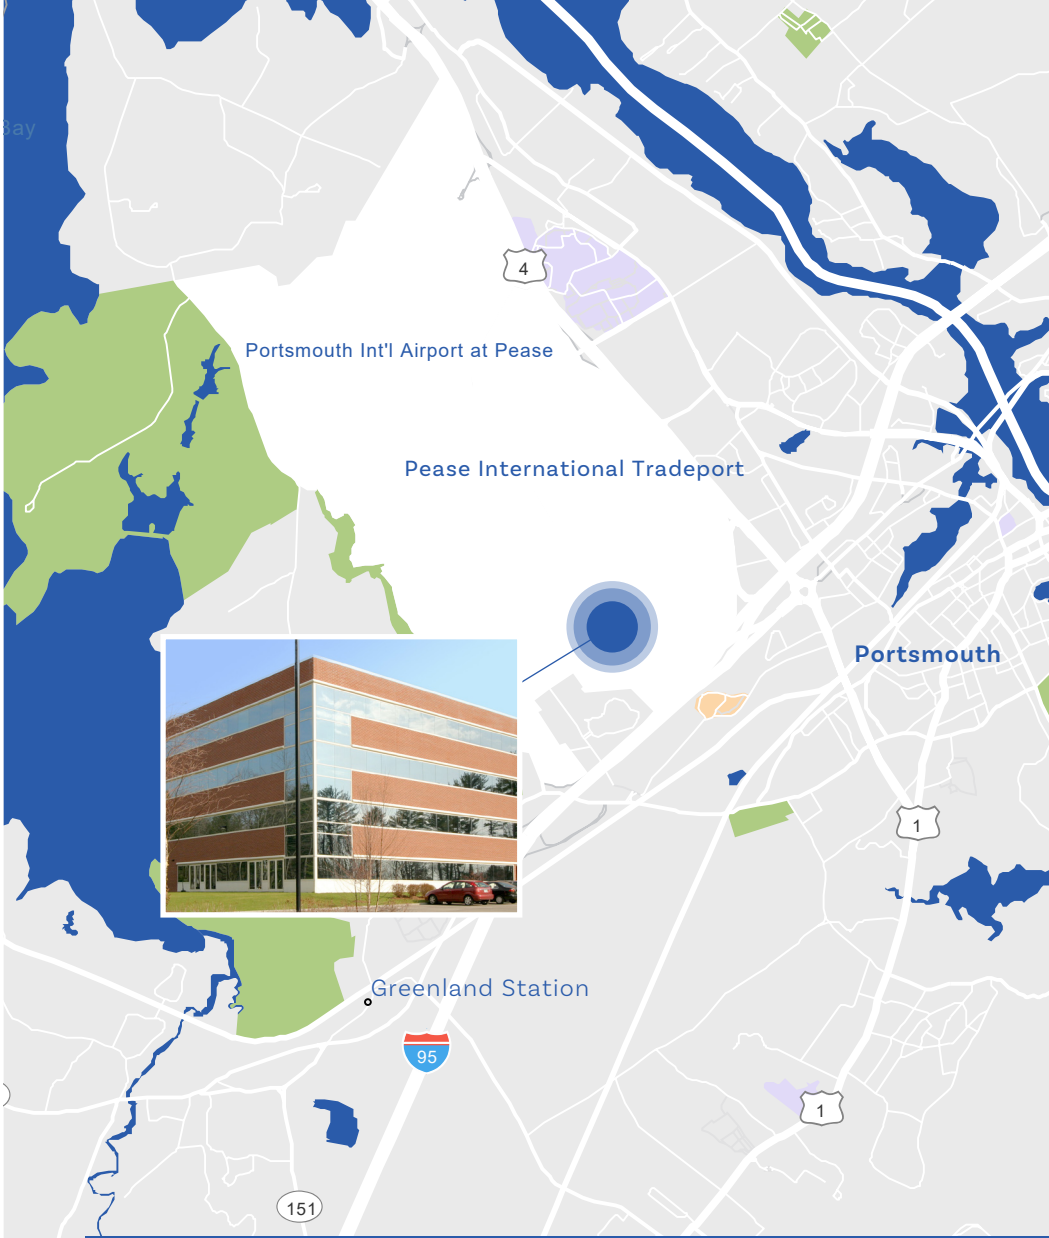 Bay
4
Portsmouth Int'l Airport at Pease
Pease International Tradeport
Portsmouth
1
Greenland Station
95
1
151